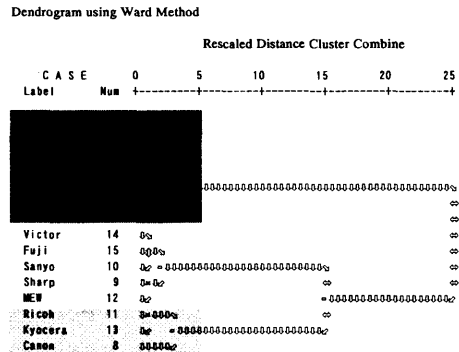 Dendrogram using Ward Method
Rescaled Distance Cluster Combine
C A S E 0 5 10 15 20 25
Label Num
Victor 14
Fuji 15
Sanyo 10
Sharp 9
MEW 12
Ricoh 11
Kyocera 13
Canon 8